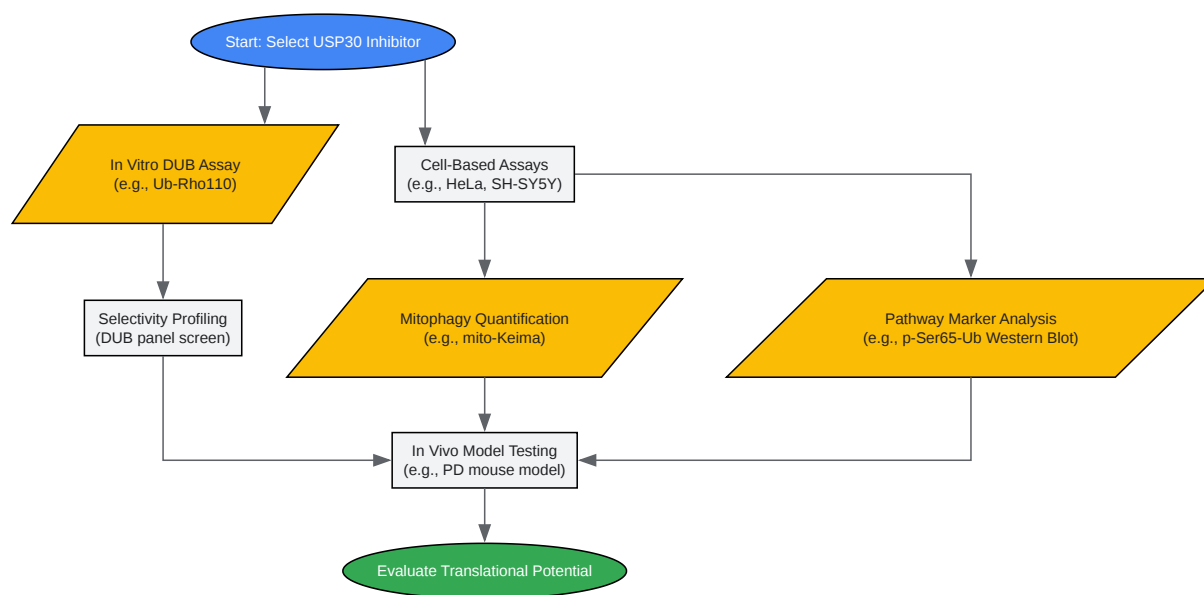 Start: Select USP30 Inhibitor
In Vitro DUB Assay
(e.g., Ub-Rho110)
Cell-Based Assays
(e.g., HeLa, SH-SY5Y)
Selectivity Profiling
(DUB panel screen)
Mitophagy Quantification
(e.g., mito-Keima)
Pathway Marker Analysis
(e.g., p-Ser65-Ub Western Blot)
In Vivo Model Testing
(e.g., PD mouse model)
Evaluate Translational Potential